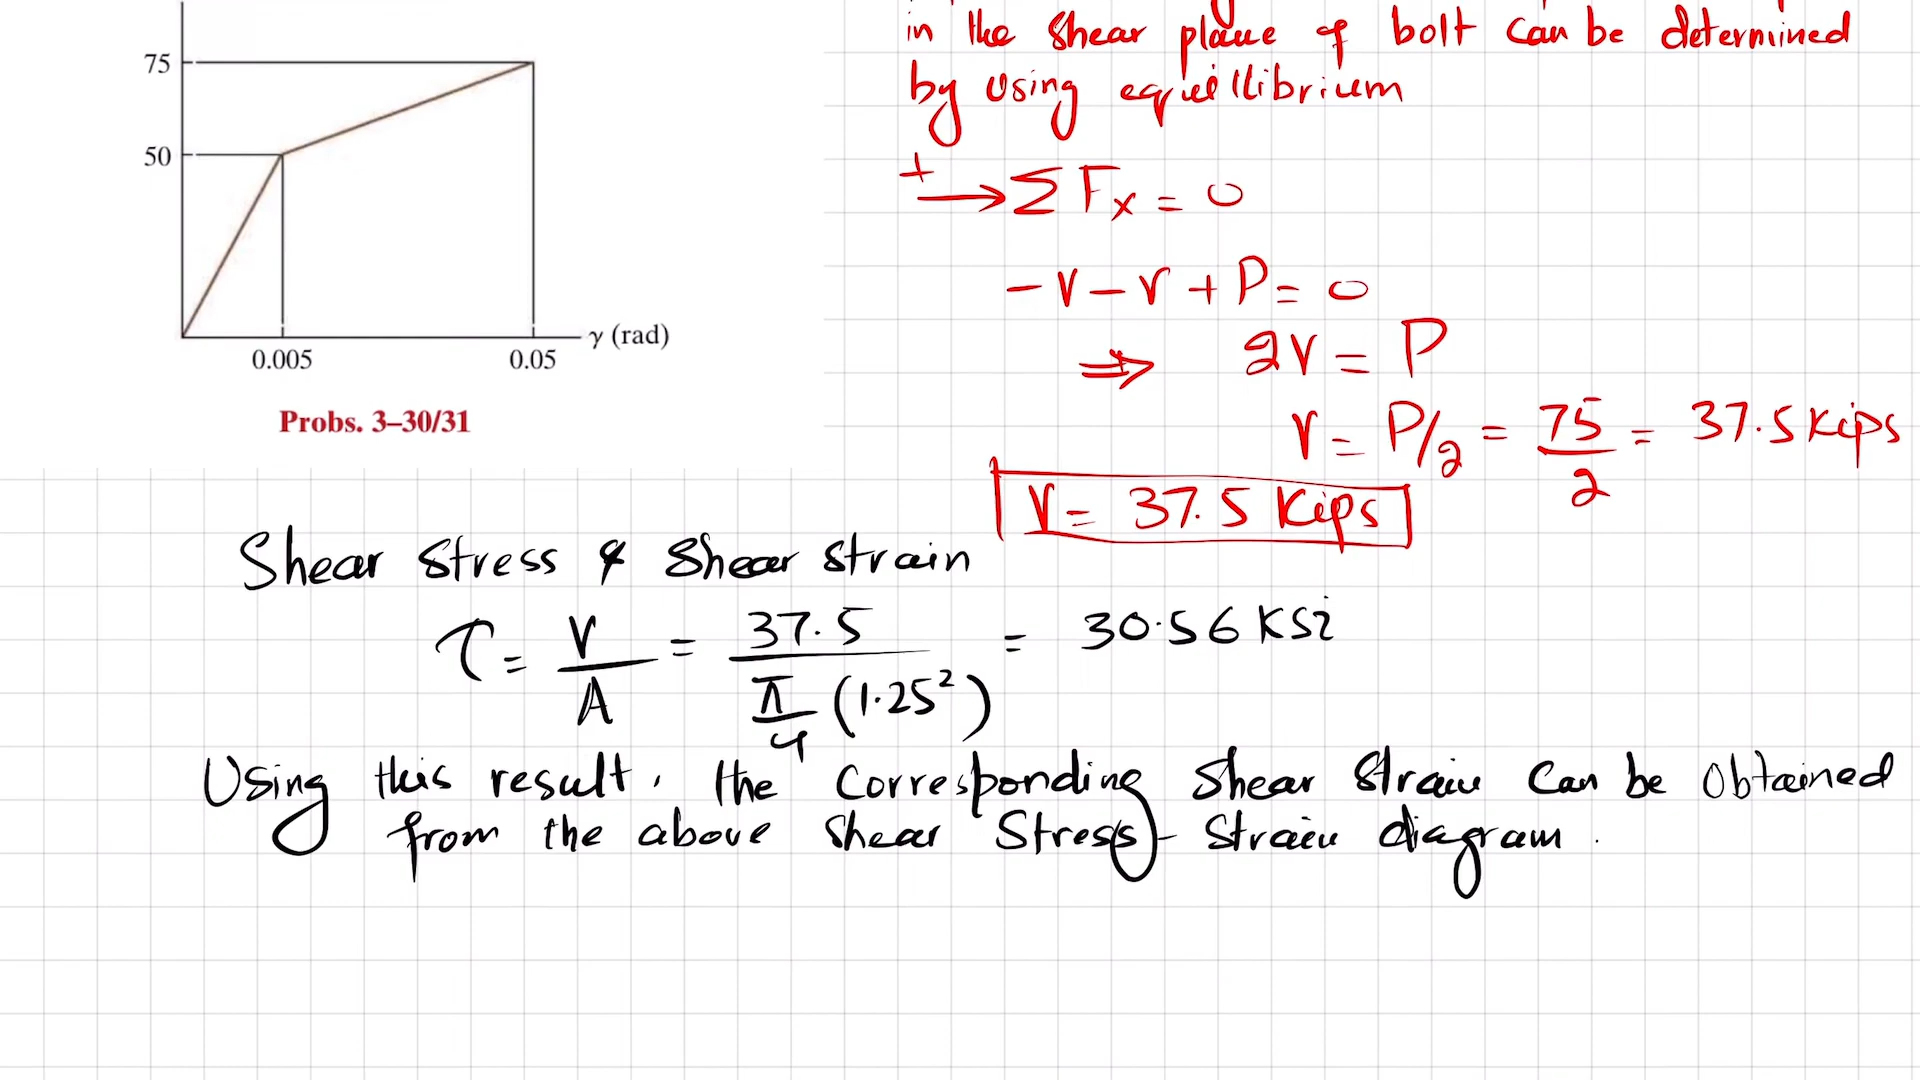 in the shear plane of bolt can be determined
by using equillibrium
+
→ ΣFx = 0
-V-V+P=0
⇒ 2V = P
V = P/2 = 75/2 = 37.5 Kips
V = 37.5 Kips
75
50
γ (rad)
0.005
0.05
Probs. 3–30/31
Shear Stress & Shear Strain
τ = V/A = 37.5/(π/4 (1.25²)) = 30.56 KSi
Using this result, the corresponding Shear Strain Can be Obtained
from the above Shear Stress - Strain diagram.